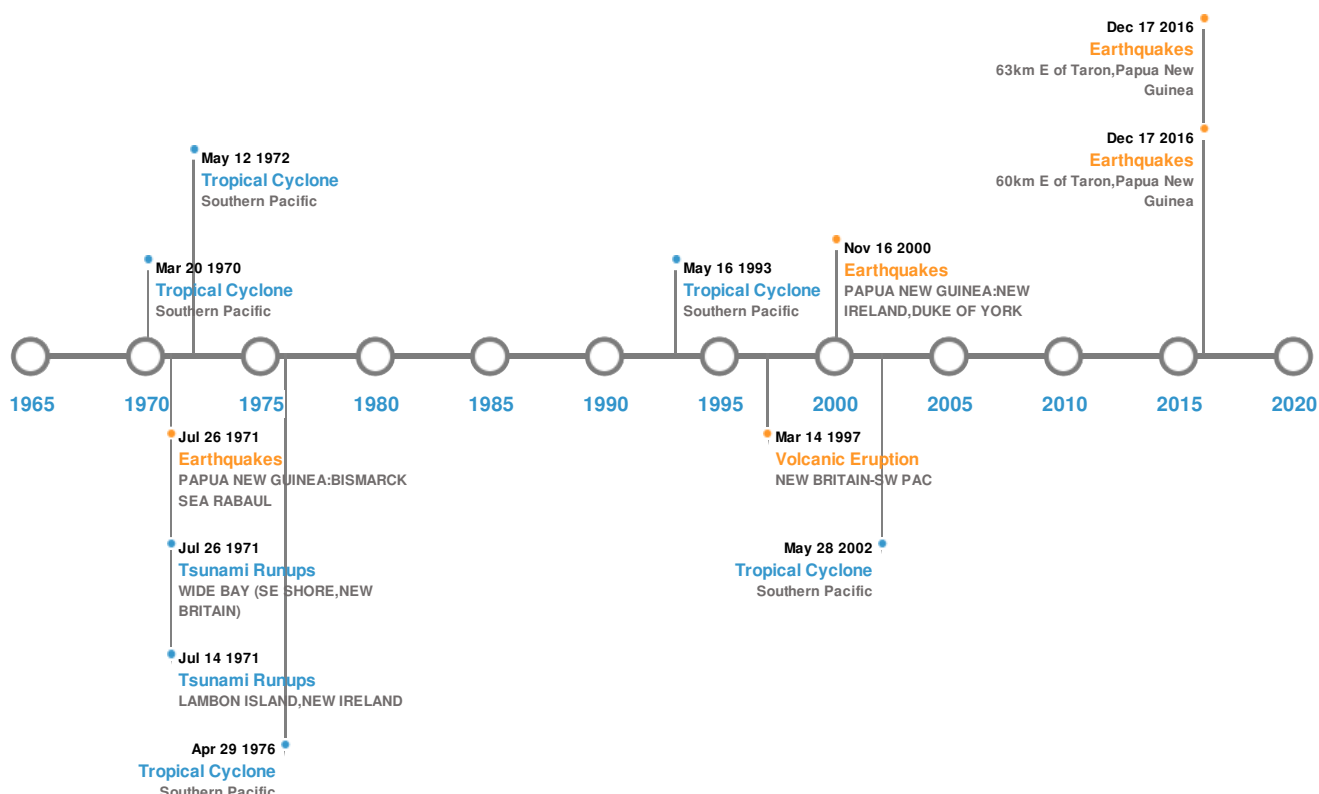 Dec 17 2016
Earthquakes
63km E of Taron,Papua New
Guinea
Dec 17 2016
Earthquakes
60km E of Taron,Papua New
Guinea
May 12 1972
Tropical Cyclone
Southern Pacific
Mar 20 1970
Tropical Cyclone
Southern Pacific
May 16 1993
Tropical Cyclone
Southern Pacific
Nov 16 2000
Earthquakes
PAPUA NEW GUINEA:NEW
IRELAND,DUKE OF YORK
1965 1970 1975 1980 1985 1990 1995 2000 2005 2010 2015 2020
Jul 26 1971
Earthquakes
PAPUA NEW GUINEA:BISMARCK
SEA RABAUL
Mar 14 1997
Volcanic Eruption
NEW BRITAIN-SW PAC
Jul 26 1971
Tsunami Runups
WIDE BAY (SE SHORE,NEW
BRITAIN)
May 28 2002
Tropical Cyclone
Southern Pacific
Jul 14 1971
Tsunami Runups
LAMBON ISLAND,NEW IRELAND
Apr 29 1976
Tropical Cyclone
Southern Pacific